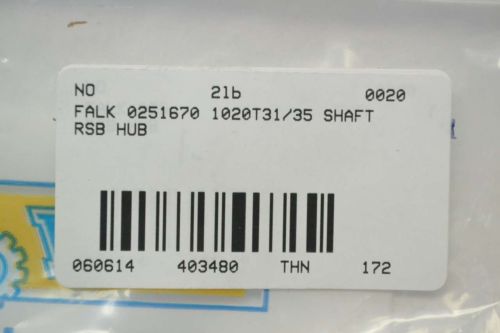 NO 21b 0020
FALK 0251670 1020T31/35 SHAFT
RSB HUB
060614 403480 THN 172